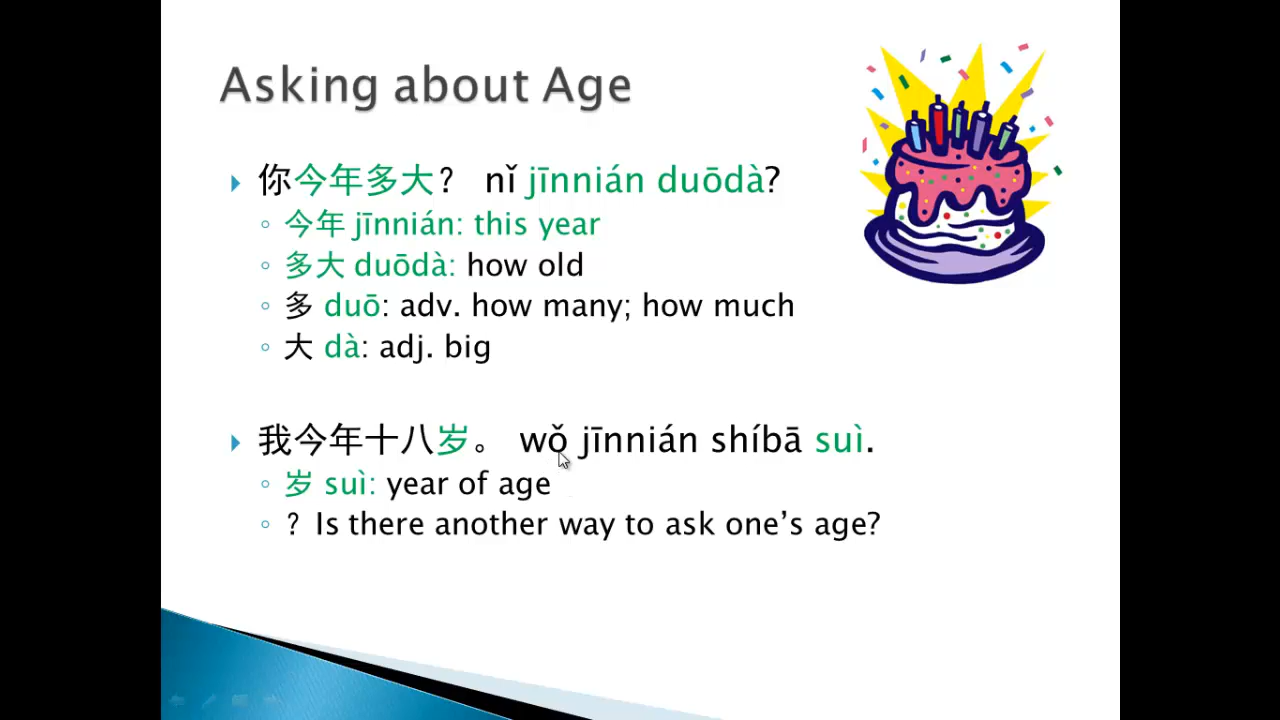 Asking about Age
你今年多大？ nǐ jīnnián duōdà?
今年 jīnnián: this year
多大 duōdà: how old
多 duō: adv. how many; how much
大 dà: adj. big
我今年十八岁。 wǒ jīnnián shíbā suì.
岁 suì: year of age
？Is there another way to ask one’s age?